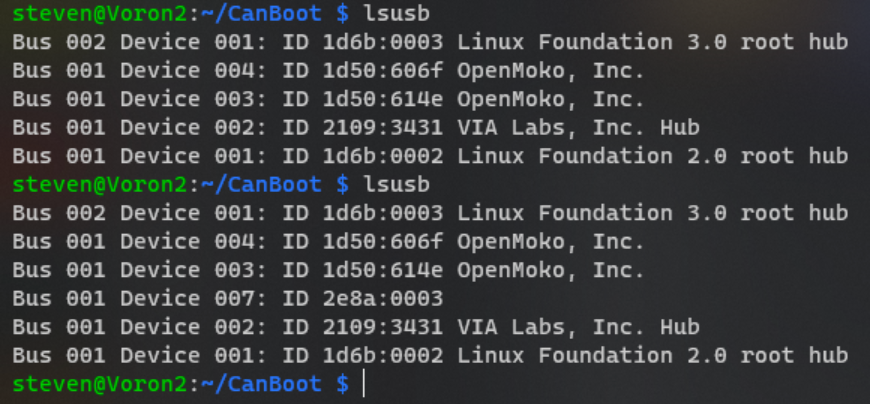 steven@Voron2:~/CanBoot $ lsusb
Bus 002 Device 001: ID 1d6b:0003 Linux Foundation 3.0 root hub
Bus 001 Device 004: ID 1d50:606f OpenMoko, Inc.
Bus 001 Device 003: ID 1d50:614e OpenMoko, Inc.
Bus 001 Device 002: ID 2109:3431 VIA Labs, Inc. Hub
Bus 001 Device 001: ID 1d6b:0002 Linux Foundation 2.0 root hub
steven@Voron2:~/CanBoot $ lsusb
Bus 002 Device 001: ID 1d6b:0003 Linux Foundation 3.0 root hub
Bus 001 Device 004: ID 1d50:606f OpenMoko, Inc.
Bus 001 Device 003: ID 1d50:614e OpenMoko, Inc.
Bus 001 Device 007: ID 2e8a:0003
Bus 001 Device 002: ID 2109:3431 VIA Labs, Inc. Hub
Bus 001 Device 001: ID 1d6b:0002 Linux Foundation 2.0 root hub
steven@Voron2:~/CanBoot $